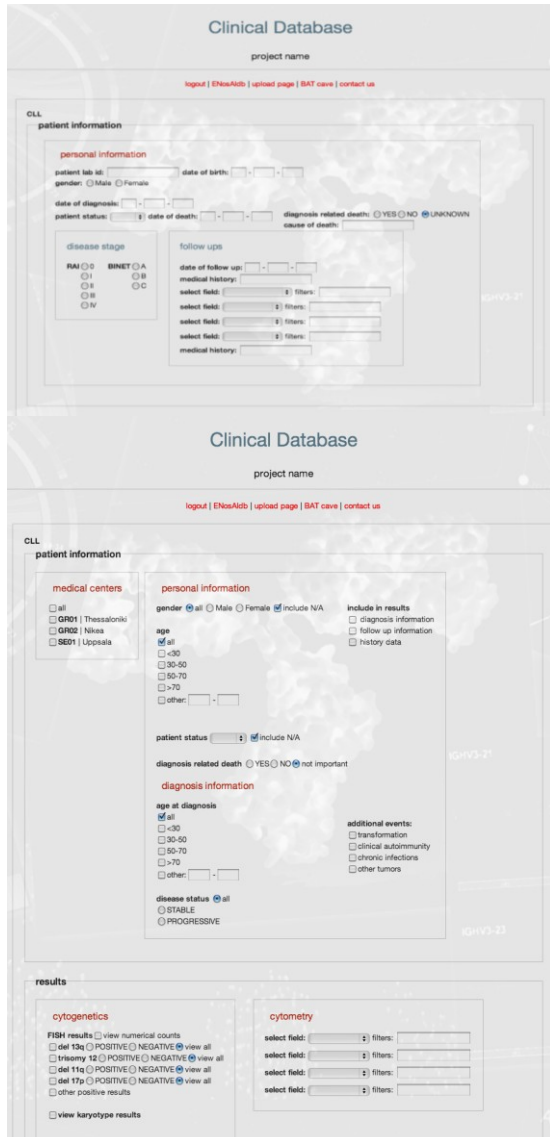 Clinical Database
project name
logout | ENosAIdb | upload page | BAT cave | contact us
CLL
patient information
personal information
patient lab id: date of birth: - -
gender: Male Female
date of diagnosis: - -
patient status: date of death: - - diagnosis related death: YES NO UNKNOWN
cause of death:
disease stage
RAI 0 BINET A
I B
II C
III
IV
follow ups
date of follow up: - -
medical history:
select field: filters:
select field: filters:
select field: filters:
select field: filters:
medical history:
IGHV3-21
Clinical Database
project name
logout | ENosAIdb | upload page | BAT cave | contact us
CLL
patient information
medical centers
all
GR01 | Thessaloniki
GR02 | Nikea
SE01 | Uppsala
personal information
gender all Male Female include N/A
age
all
<30
30-50
50-70
>70
other: -
include in results
diagnosis information
follow up information
history data
patient status include N/A
diagnosis related death YES NO not important
IGHV3-21
diagnosis information
age at diagnosis
all
<30
30-50
50-70
>70
other: -
additional events:
transformation
clinical autoimmunity
chronic infections
other tumors
disease status all
STABLE
PROGRESSIVE
IGHV3-23
results
cytogenetics
FISH results view numerical counts
del 13q POSITIVE NEGATIVE view all
trisomy 12 POSITIVE NEGATIVE view all
del 11q POSITIVE NEGATIVE view all
del 17p POSITIVE NEGATIVE view all
other positive results
view karyotype results
cytometry
select field: filters:
select field: filters:
select field: filters:
select field: filters: